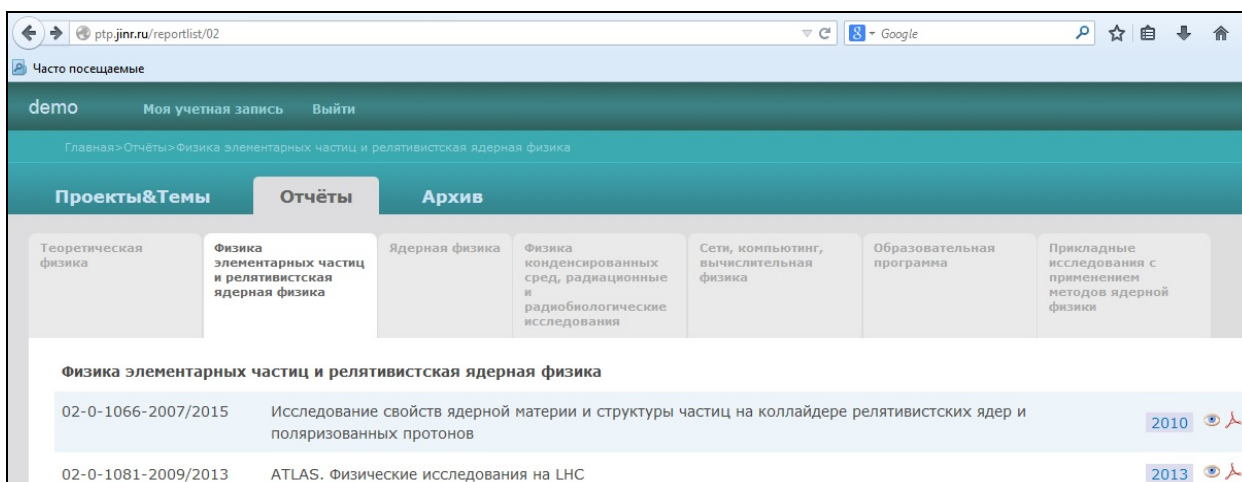 ptp.jinr.ru/reportlist/02
Google
Часто посещаемые
demo Моя учетная запись Выйти
Главная>Отчёты>Физика элементарных частиц и релятивистская ядерная физика
Проекты&Темы Отчёты Архив
Теоретическая
физика
Физика
элементарных частиц
и релятивистская
ядерная физика
Ядерная физика
Физика
конденсированных
сред, радиационные
и
радиобиологические
исследования
Сети, компьютинг,
вычислительная
физика
Образовательная
программа
Прикладные
исследования с
применением
методов ядерной
физики
Физика элементарных частиц и релятивистская ядерная физика
02-0-1066-2007/2015 Исследование свойств ядерной материи и структуры частиц на коллайдере релятивистских ядер и
поляризованных протонов 2010
02-0-1081-2009/2013 ATLAS. Физические исследования на LHC 2013